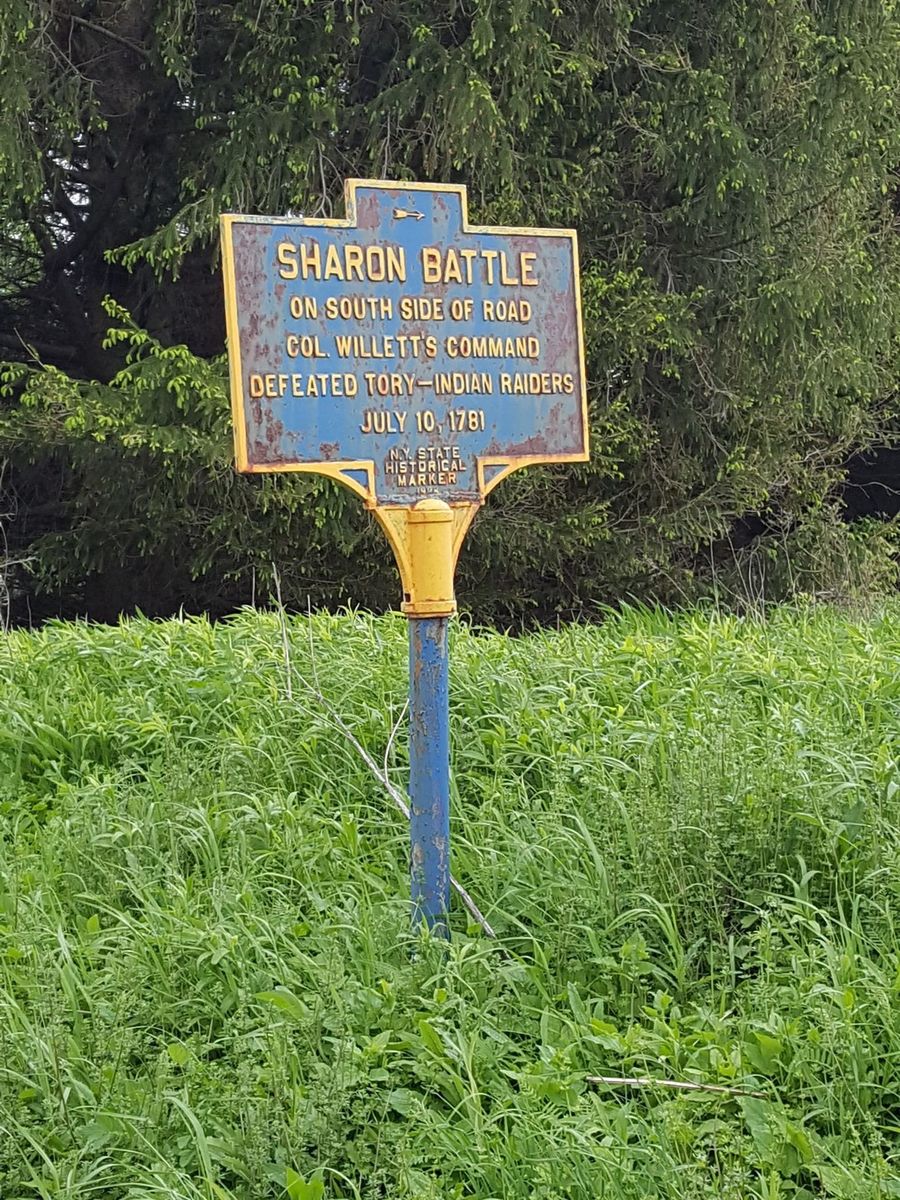 SHARON BATTLE
ON SOUTH SIDE OF ROAD
COL. WILLETT'S COMMAND
DEFEATED TORY—INDIAN RAIDERS
JULY 10, 1781
N.Y. STATE
HISTORICAL
MARKER